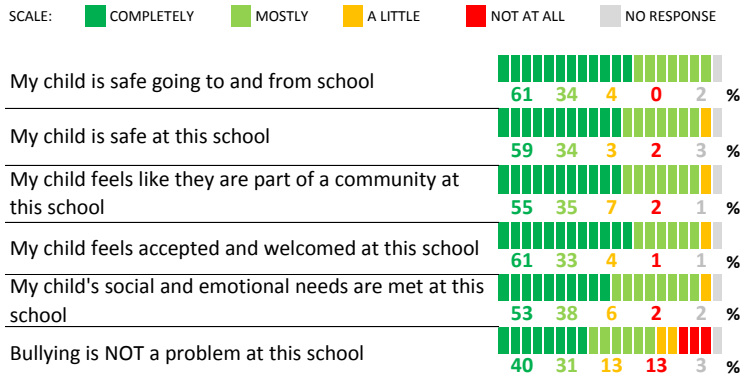 SCALE: COMPLETELY MOSTLY A LITTLE NOT AT ALL NO RESPONSE
My child is safe going to and from school
61 34 4 0 2 %
My child is safe at this school
59 34 3 2 3 %
My child feels like they are part of a community at
this school
55 35 7 2 1 %
My child feels accepted and welcomed at this school
61 33 4 1 1 %
My child's social and emotional needs are met at this
school
53 38 6 2 2 %
Bullying is NOT a problem at this school
40 31 13 13 3 %